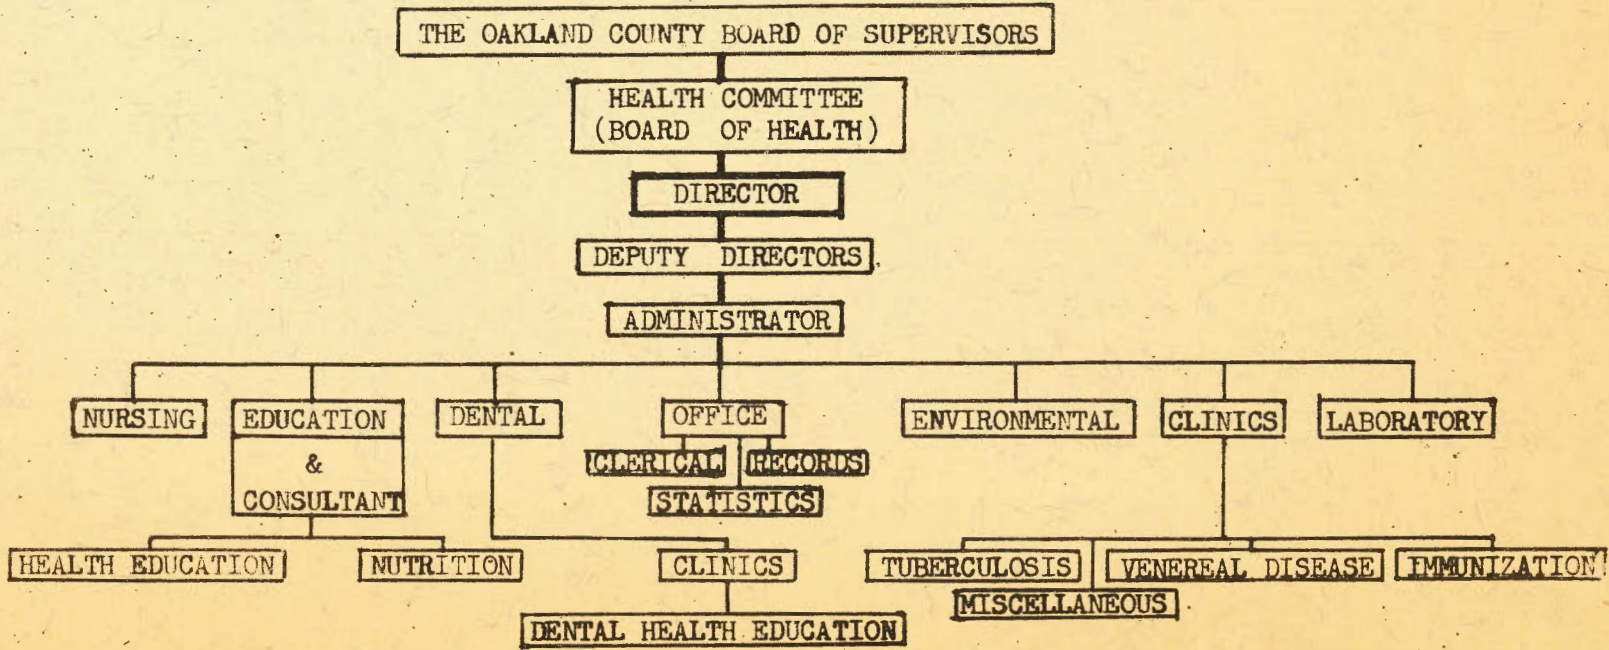 THE OAKLAND COUNTY BOARD OF SUPERVISORS
HEALTH COMMITTEE
(BOARD OF HEALTH)
DIRECTOR
DEPUTY DIRECTORS
ADMINISTRATOR
NURSING
EDUCATION
&
CONSULTANT
DENTAL
OFFICE
ENVIRONMENTAL
CLINICS
LABORATORY
CLERICAL
RECORDS
STATISTICS
HEALTH EDUCATION
NUTRITION
CLINICS
TUBERCULOSIS
VENEREAL DISEASE
IMMUNIZATION
MISCELLANEOUS
DENTAL HEALTH EDUCATION